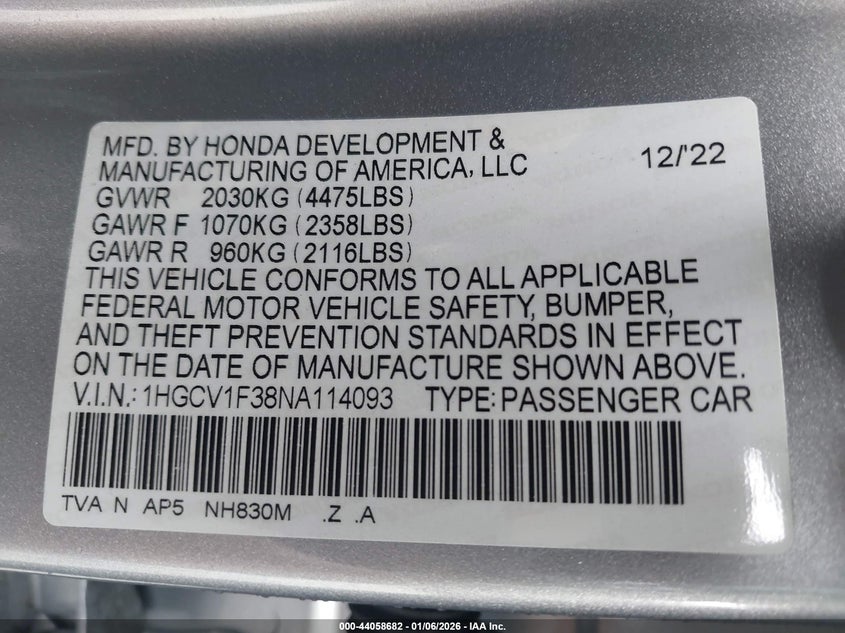 MFD. BY HONDA DEVELOPMENT &
MANUFACTURING OF AMERICA, LLC 12/'22
GVWR 2030KG (4475LBS)
GAWR F 1070KG (2358LBS)
GAWR R 960KG (2116LBS)
THIS VEHICLE CONFORMS TO ALL APPLICABLE
FEDERAL MOTOR VEHICLE SAFETY, BUMPER,
AND THEFT PREVENTION STANDARDS IN EFFECT
ON THE DATE OF MANUFACTURE SHOWN ABOVE.
V.I.N.: 1HGCV1F38NA114093 TYPE: PASSENGER CAR
TVA N AP5 NH830M .Z .A
000-44058682 - 01/06/2026 - IAA Inc.